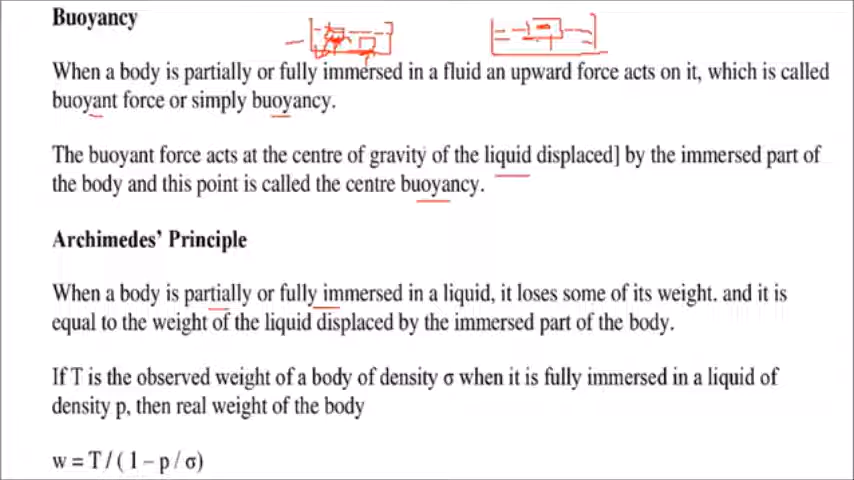 Buoyancy
When a body is partially or fully immersed in a fluid an upward force acts on it, which is called
buoyant force or simply buoyancy.
The buoyant force acts at the centre of gravity of the liquid displaced] by the immersed part of
the body and this point is called the centre buoyancy.
Archimedes’ Principle
When a body is partially or fully immersed in a liquid, it loses some of its weight. and it is
equal to the weight of the liquid displaced by the immersed part of the body.
If T is the observed weight of a body of density σ when it is fully immersed in a liquid of
density p, then real weight of the body
w = T / ( 1 – p / σ)